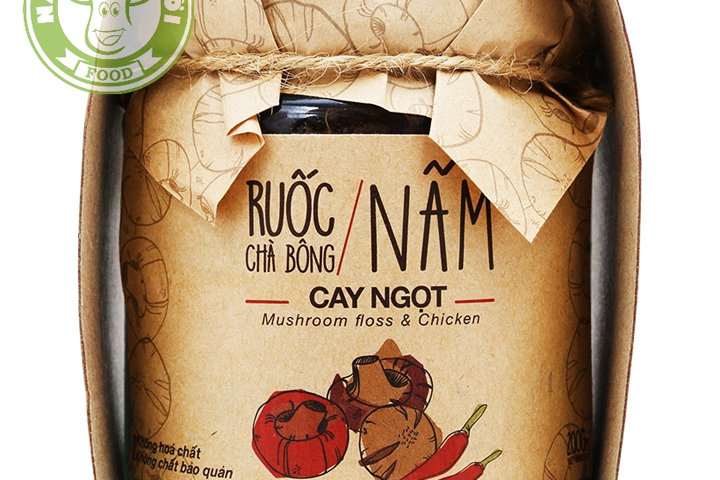 FOOD
RUỐC / NẤM
CHÀ BÔNG
CAY NGỌT
Mushroom floss & Chicken
Không hoá chất
Không chất bảo quản
200G